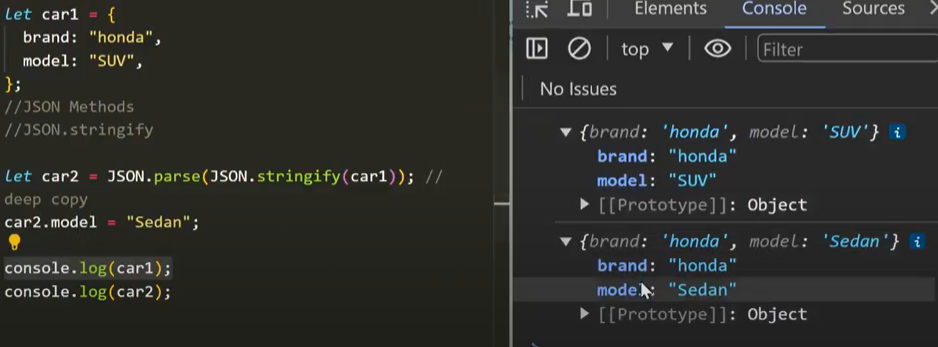 let car1 = {
brand: "honda",
model: "SUV",
};
//JSON Methods
//JSON.stringify
let car2 = JSON.parse(JSON.stringify(car1)); //
deep copy
car2.model = "Sedan";
console.log(car1);
console.log(car2);
Elements Console Sources
top Filter
No Issues
{brand: 'honda', model: 'SUV'} i
brand: "honda"
model: "SUV"
[[Prototype]]: Object
{brand: 'honda', model: 'Sedan'} i
brand: "honda"
model: "Sedan"
[[Prototype]]: Object